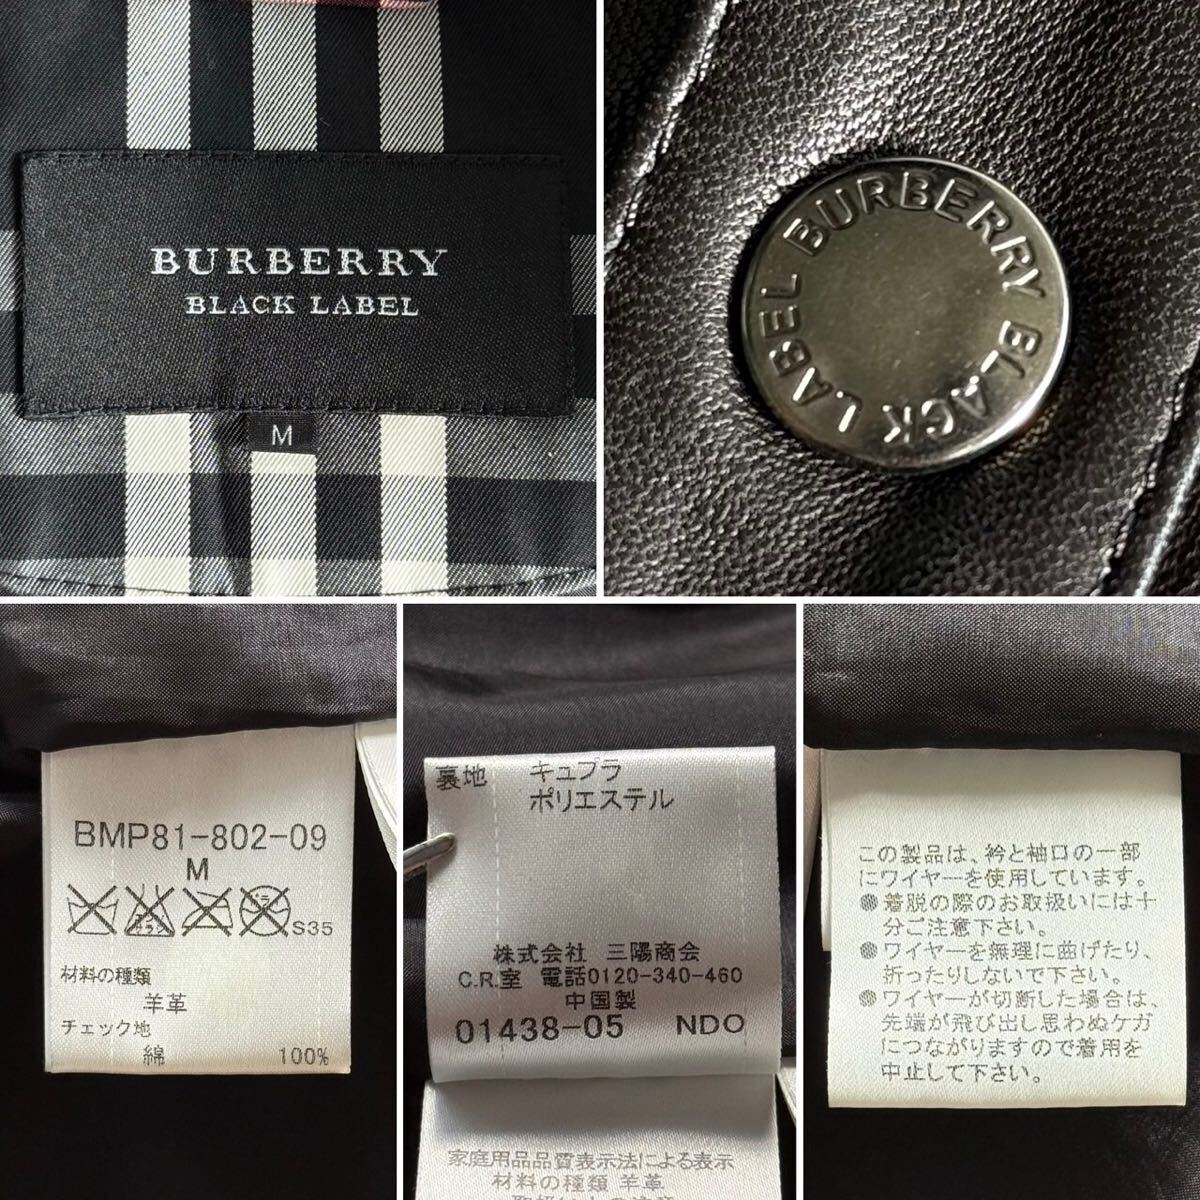 BURBERRY
BLACK LABEL
M
BURBERRY BLACK LABEL
BMP81-802-09
M
S35
材料の種類
羊革
チェック地
綿 100%
裏地 キュプラ
ポリエステル
株式会社 三陽商会
C.R.室 電話0120-340-460
中国製
01438-05 NDO
家庭用品品質表示法による表示
材料の種類 羊革
この製品は、衿と袖口の一部
にワイヤーを使用しています。
●着脱の際のお取扱いには十
分ご注意下さい。
●ワイヤーを無理に曲げたり、
折ったりしないで下さい。
●ワイヤーが切断した場合は、
先端が飛び出し思わぬケガ
につながりますので着用を
中止して下さい。